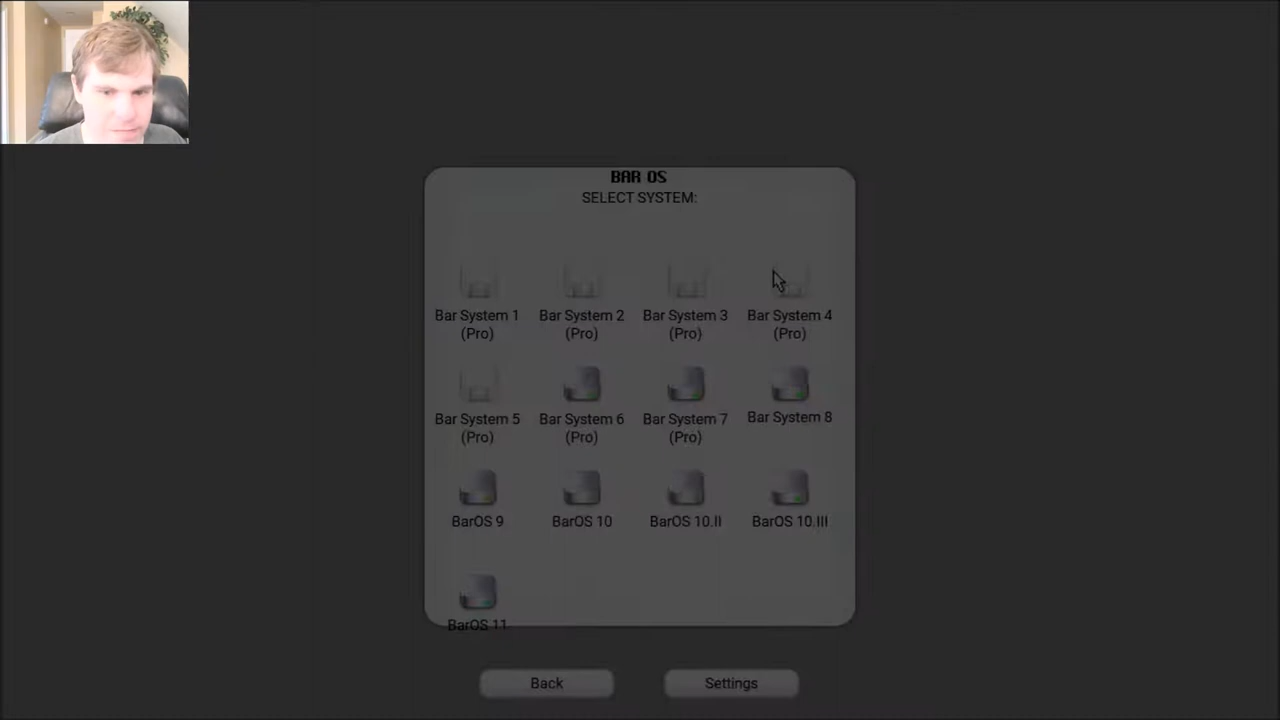 BAR OS
SELECT SYSTEM:
Bar System 1 (Pro)
Bar System 2 (Pro)
Bar System 3 (Pro)
Bar System 4 (Pro)
Bar System 5 (Pro)
Bar System 6 (Pro)
Bar System 7 (Pro)
Bar System 8
BarOS 9
BarOS 10
BarOS 10.II
BarOS 10.III
BarOS 11
Back
Settings